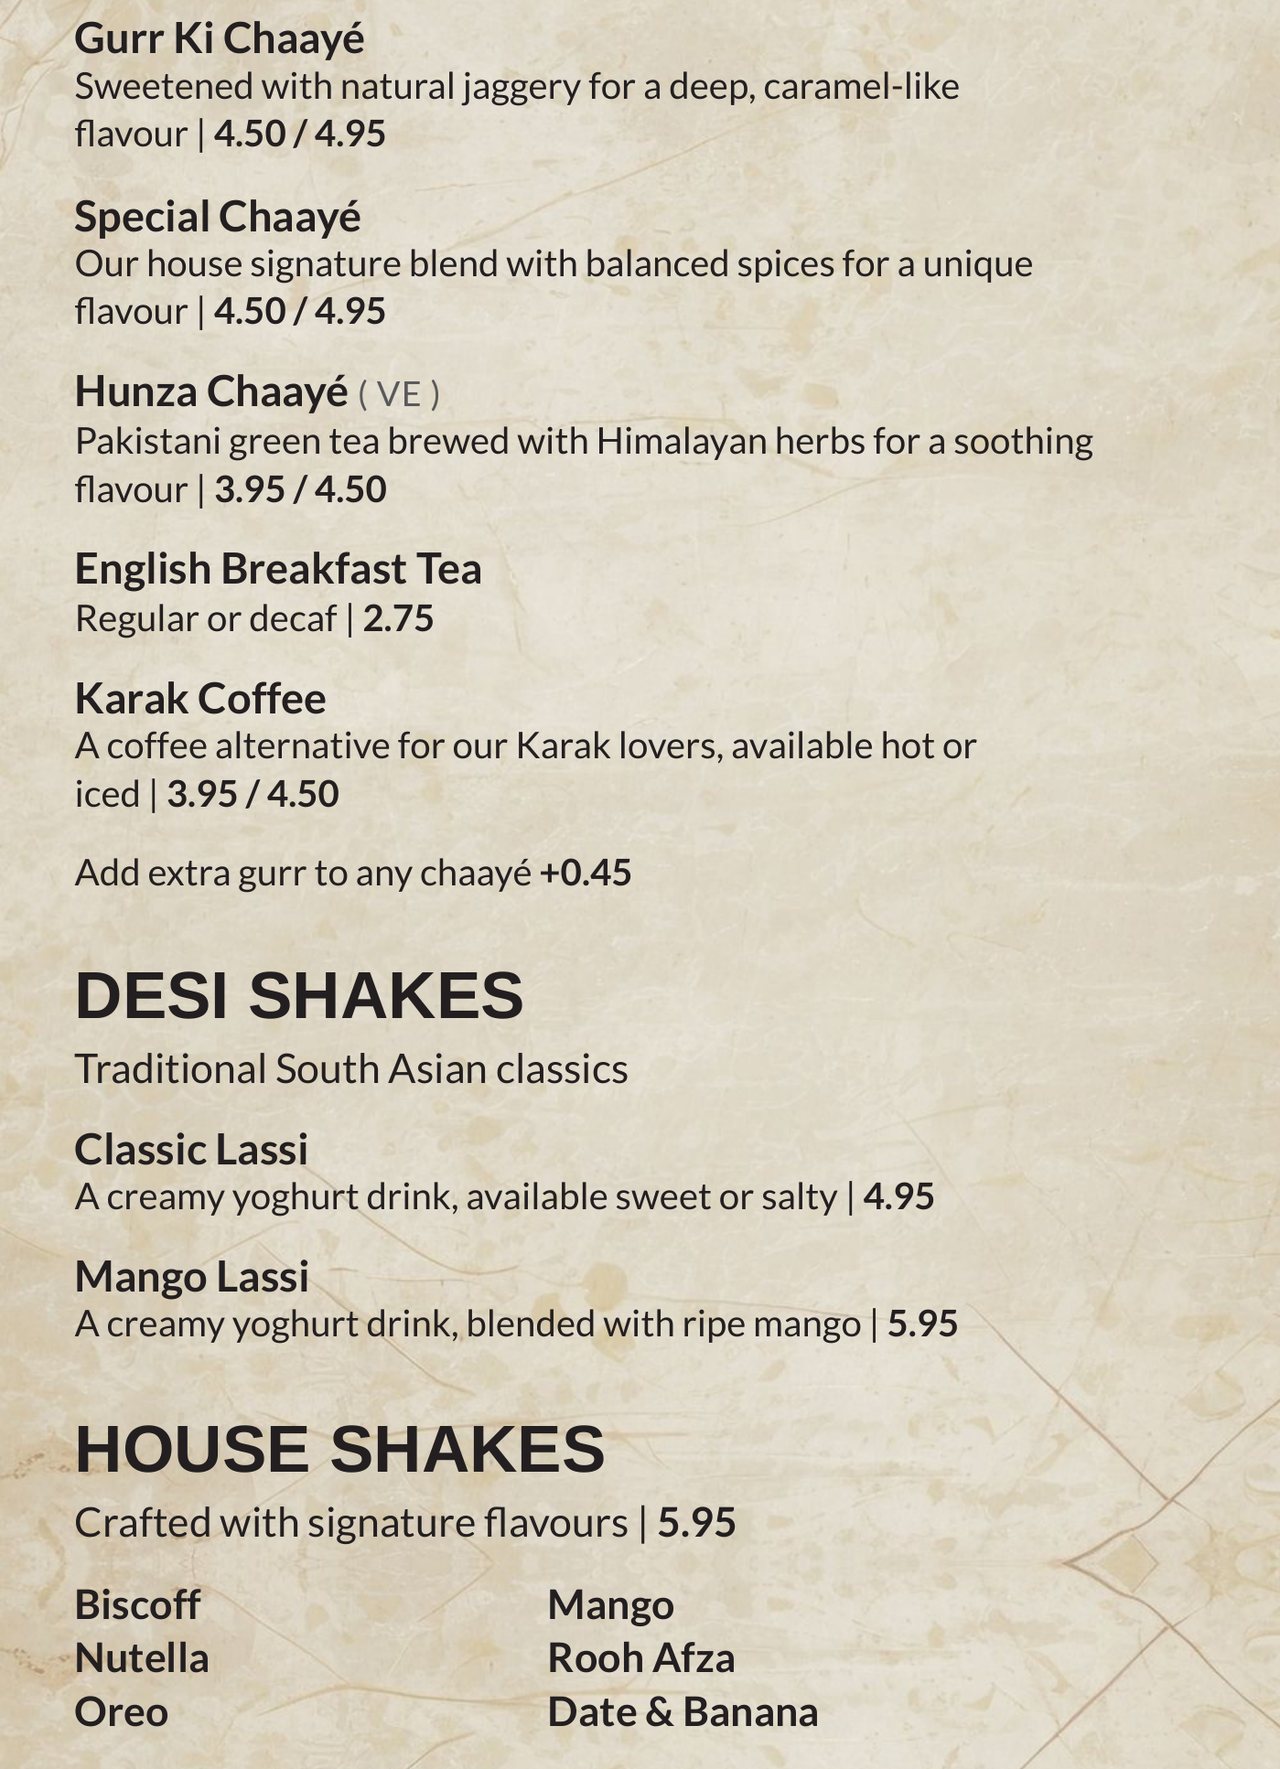 Gurr Ki Chaayé
Sweetened with natural jaggery for a deep, caramel-like
flavour | 4.50 / 4.95
Special Chaayé
Our house signature blend with balanced spices for a unique
flavour | 4.50 / 4.95
Hunza Chaayé ( VE )
Pakistani green tea brewed with Himalayan herbs for a soothing
flavour | 3.95 / 4.50
English Breakfast Tea
Regular or decaf | 2.75
Karak Coffee
A coffee alternative for our Karak lovers, available hot or
iced | 3.95 / 4.50
Add extra gurr to any chaayé +0.45
DESI SHAKES
Traditional South Asian classics
Classic Lassi
A creamy yoghurt drink, available sweet or salty | 4.95
Mango Lassi
A creamy yoghurt drink, blended with ripe mango | 5.95
HOUSE SHAKES
Crafted with signature flavours | 5.95
Biscoff
Nutella
Oreo
Mango
Rooh Afza
Date & Banana